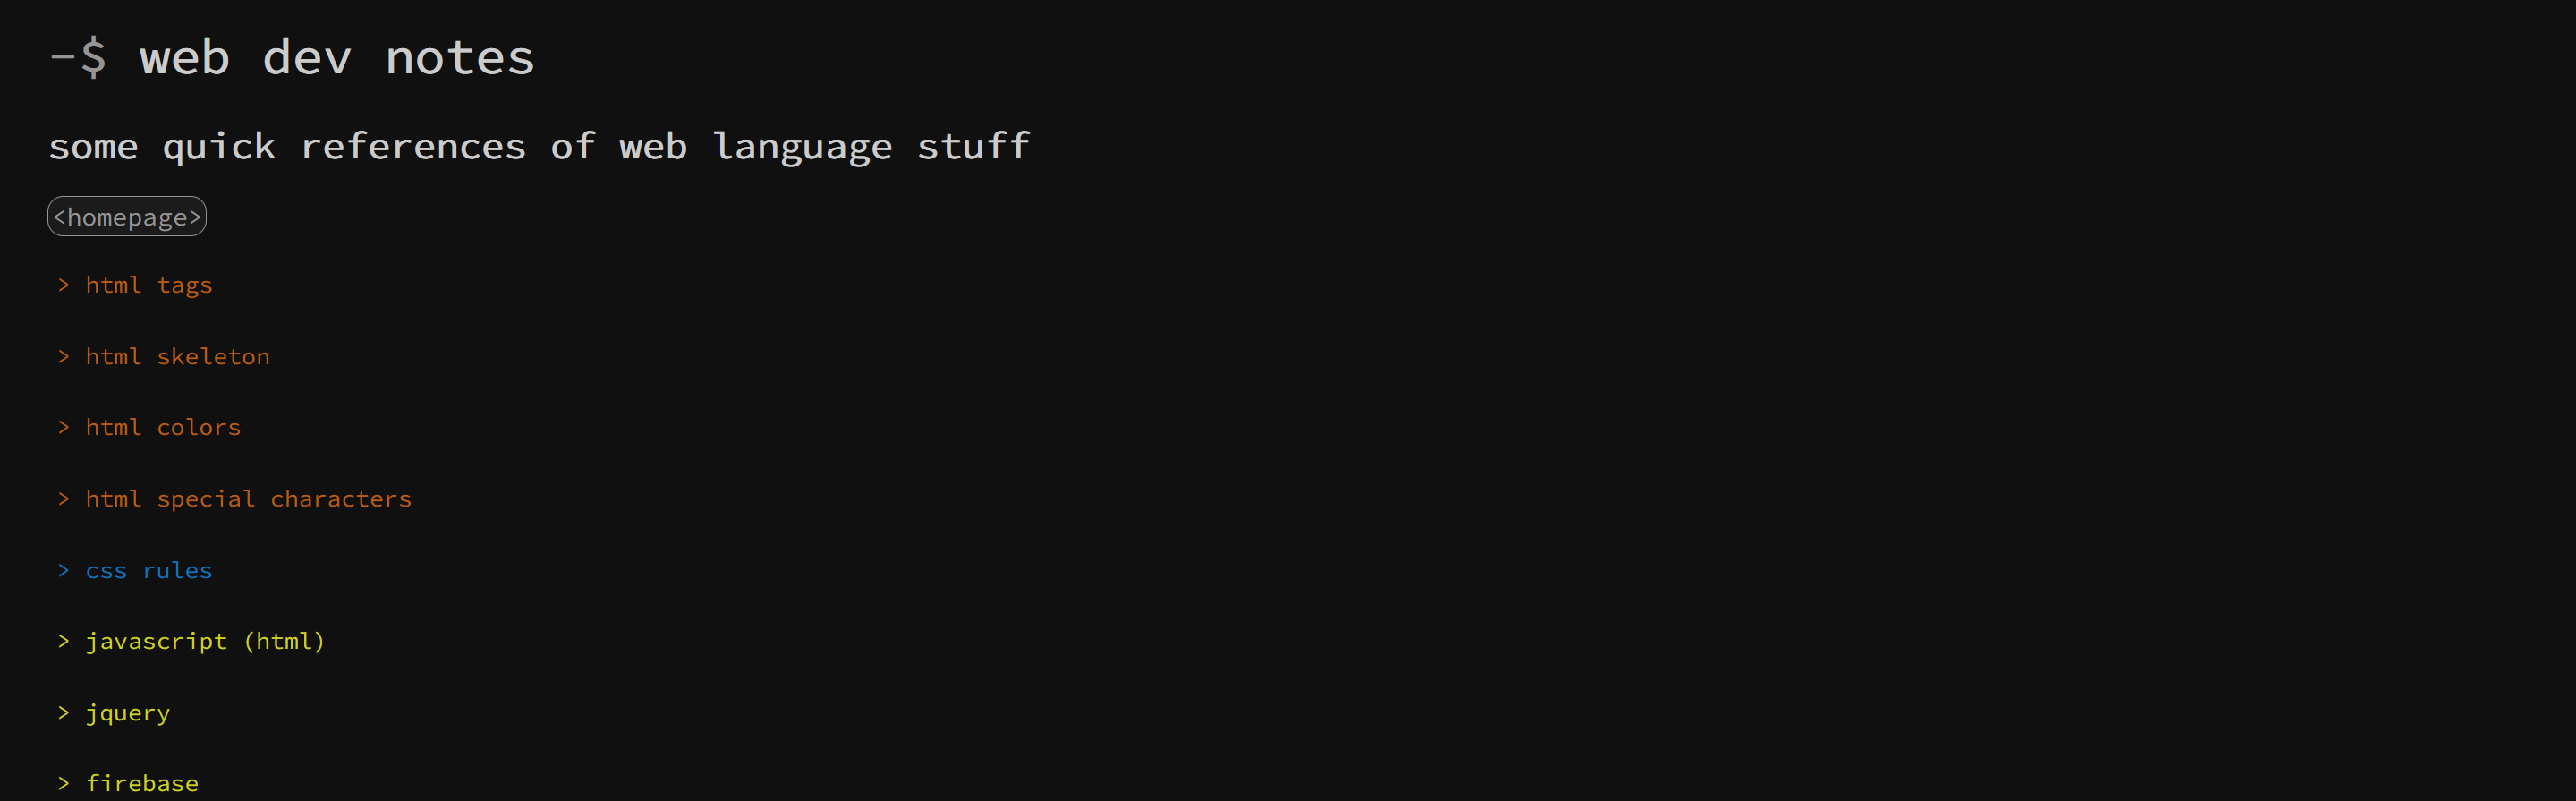 ~$ web dev notes
some quick references of web language stuff
<homepage>
> html tags
> html skeleton
> html colors
> html special characters
> css rules
> javascript (html)
> jquery
> firebase